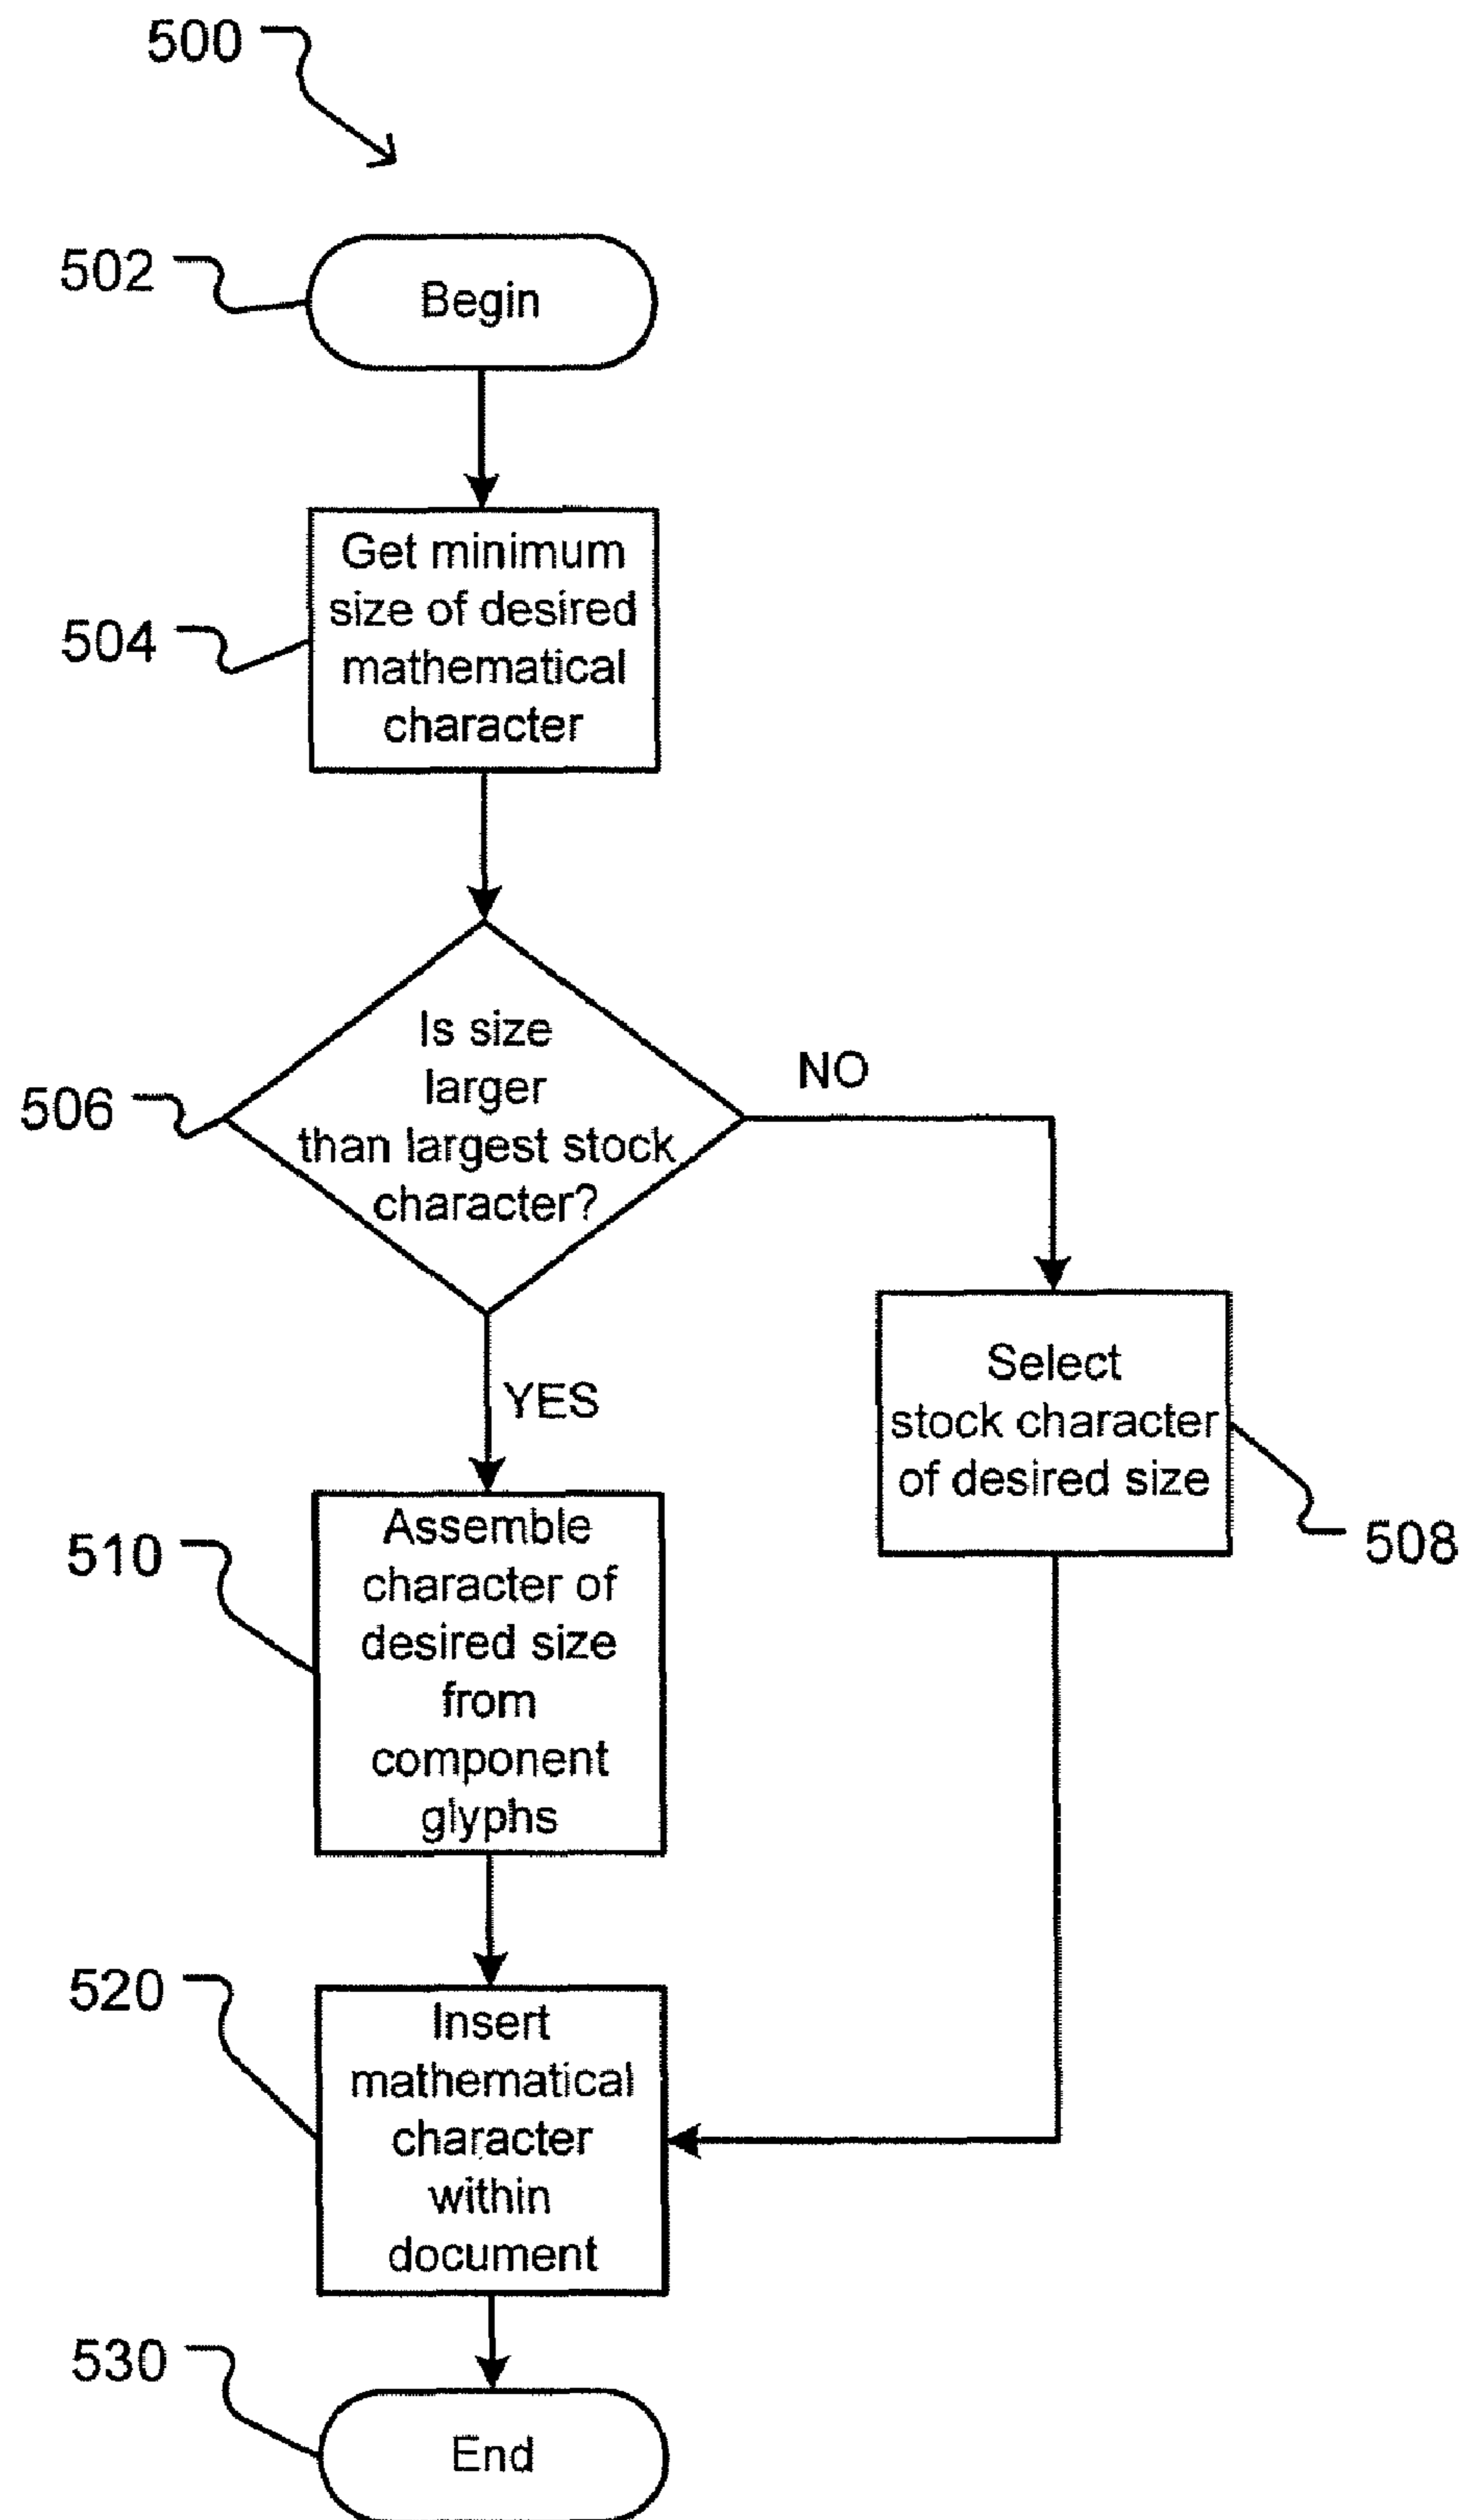 500
502
Begin
504
Get minimum
size of desired
mathematical
character
506
Is size
larger
than largest stock
character?
NO
YES
Select
stock character
of desired size
508
510
Assemble
character of
desired size
from
component
glyphs
520
Insert
mathematical
character
within
document
530
End